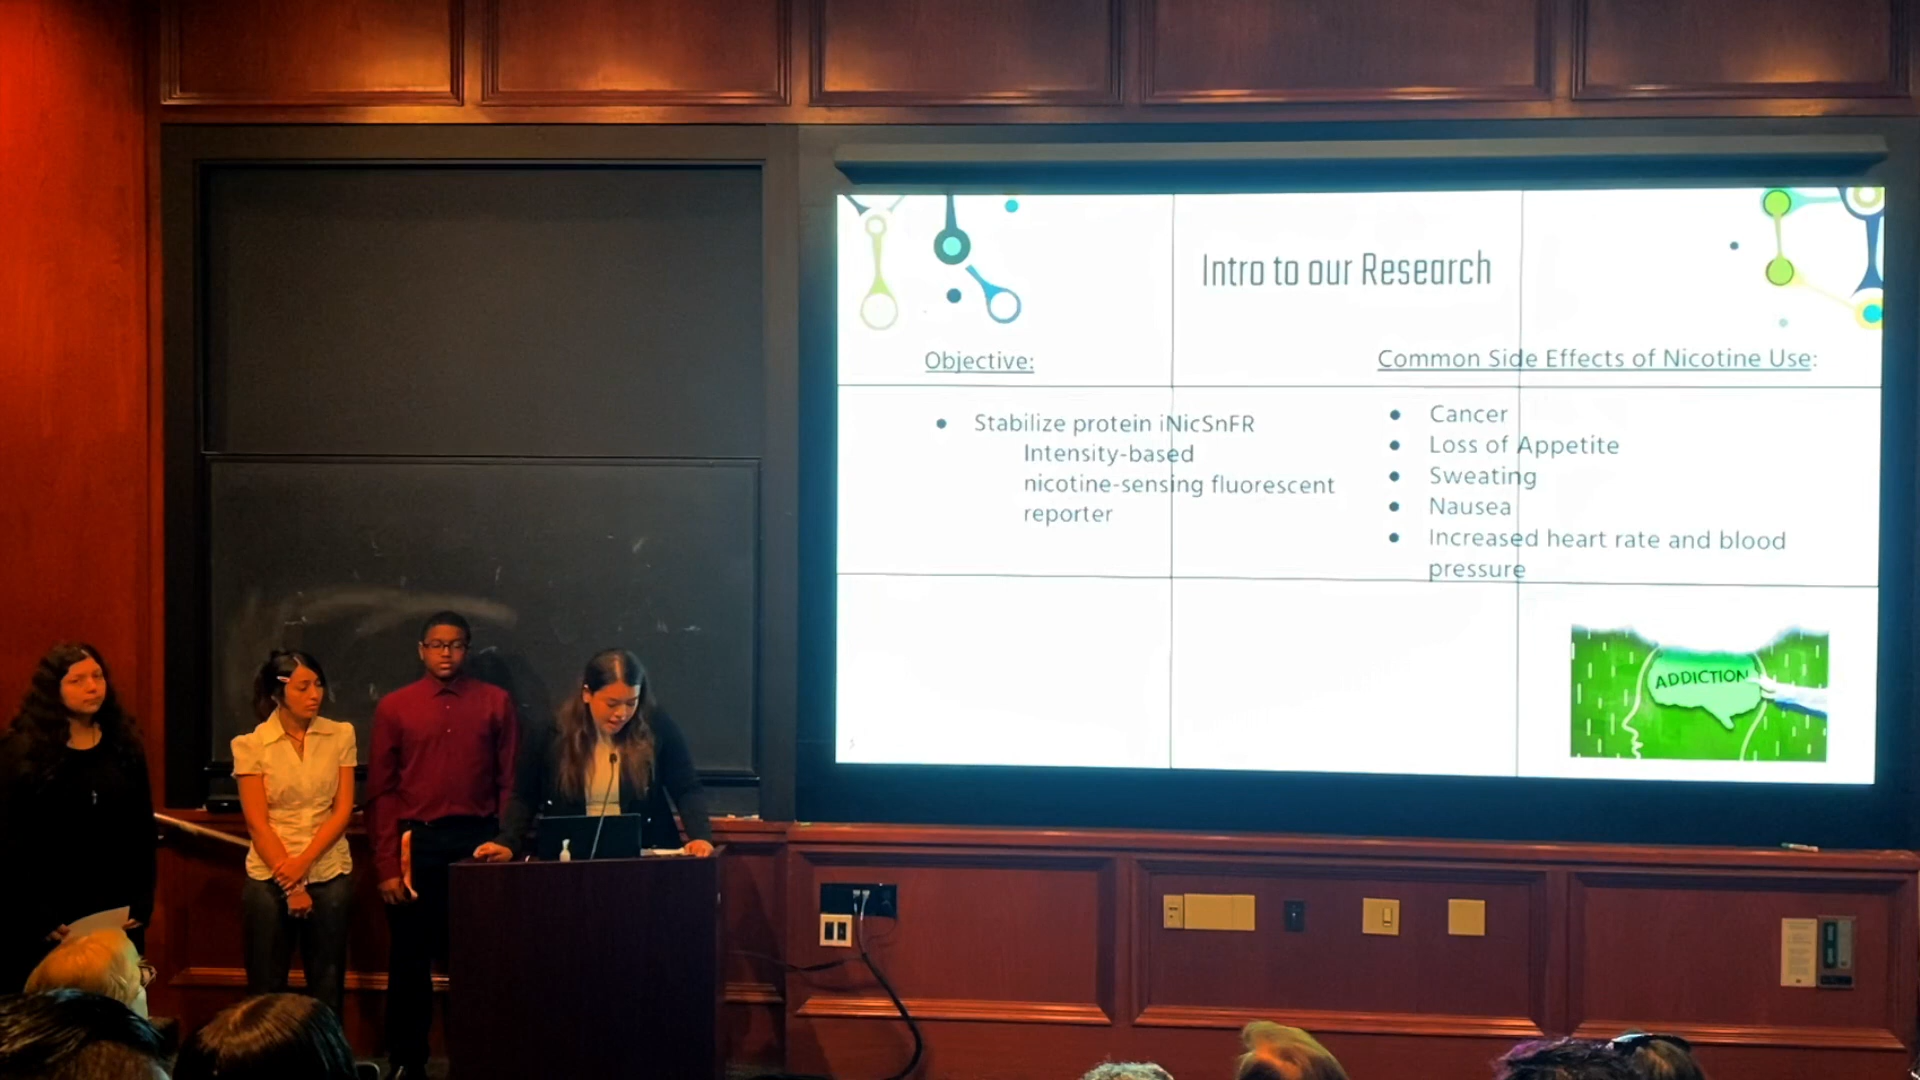 Intro to our Research
Objective:
Stabilize protein iNicSnFR
Intensity-based
nicotine-sensing fluorescent
reporter
Common Side Effects of Nicotine Use:
Cancer
Loss of Appetite
Sweating
Nausea
Increased heart rate and blood
pressure
ADDICTION